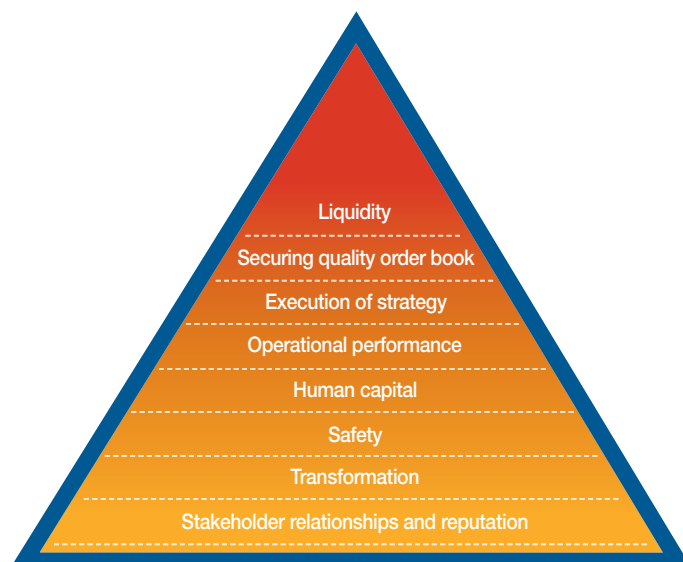 Liquidity
Securing quality order book
Execution of strategy
Operational performance
Human capital
Safety
Transformation
Stakeholder relationships and reputation